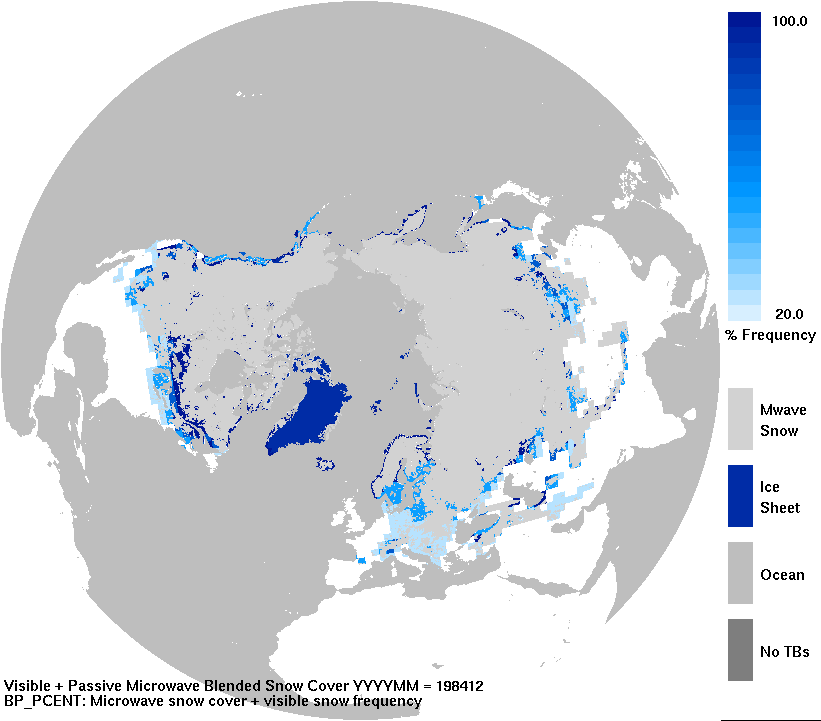 100.0
20.0
% Frequency
Mwave
Snow
Ice
Sheet
Ocean
No TBs
Visible + Passive Microwave Blended Snow Cover YYYYMM = 198412
BP_PCENT: Microwave snow cover + visible snow frequency